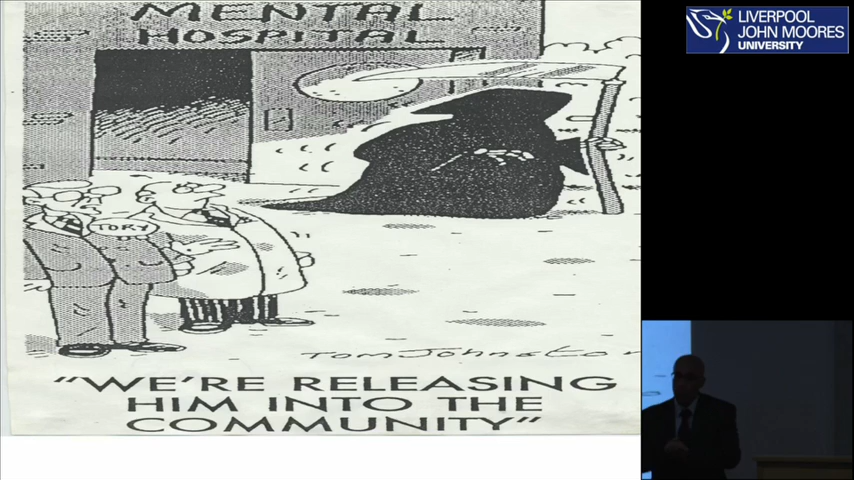 MENTAL
HOSPITAL
TORY
TOM JOHNSTON
"WE'RE RELEASING
HIM INTO THE
COMMUNITY"
LIVERPOOL
JOHN MOORES
UNIVERSITY